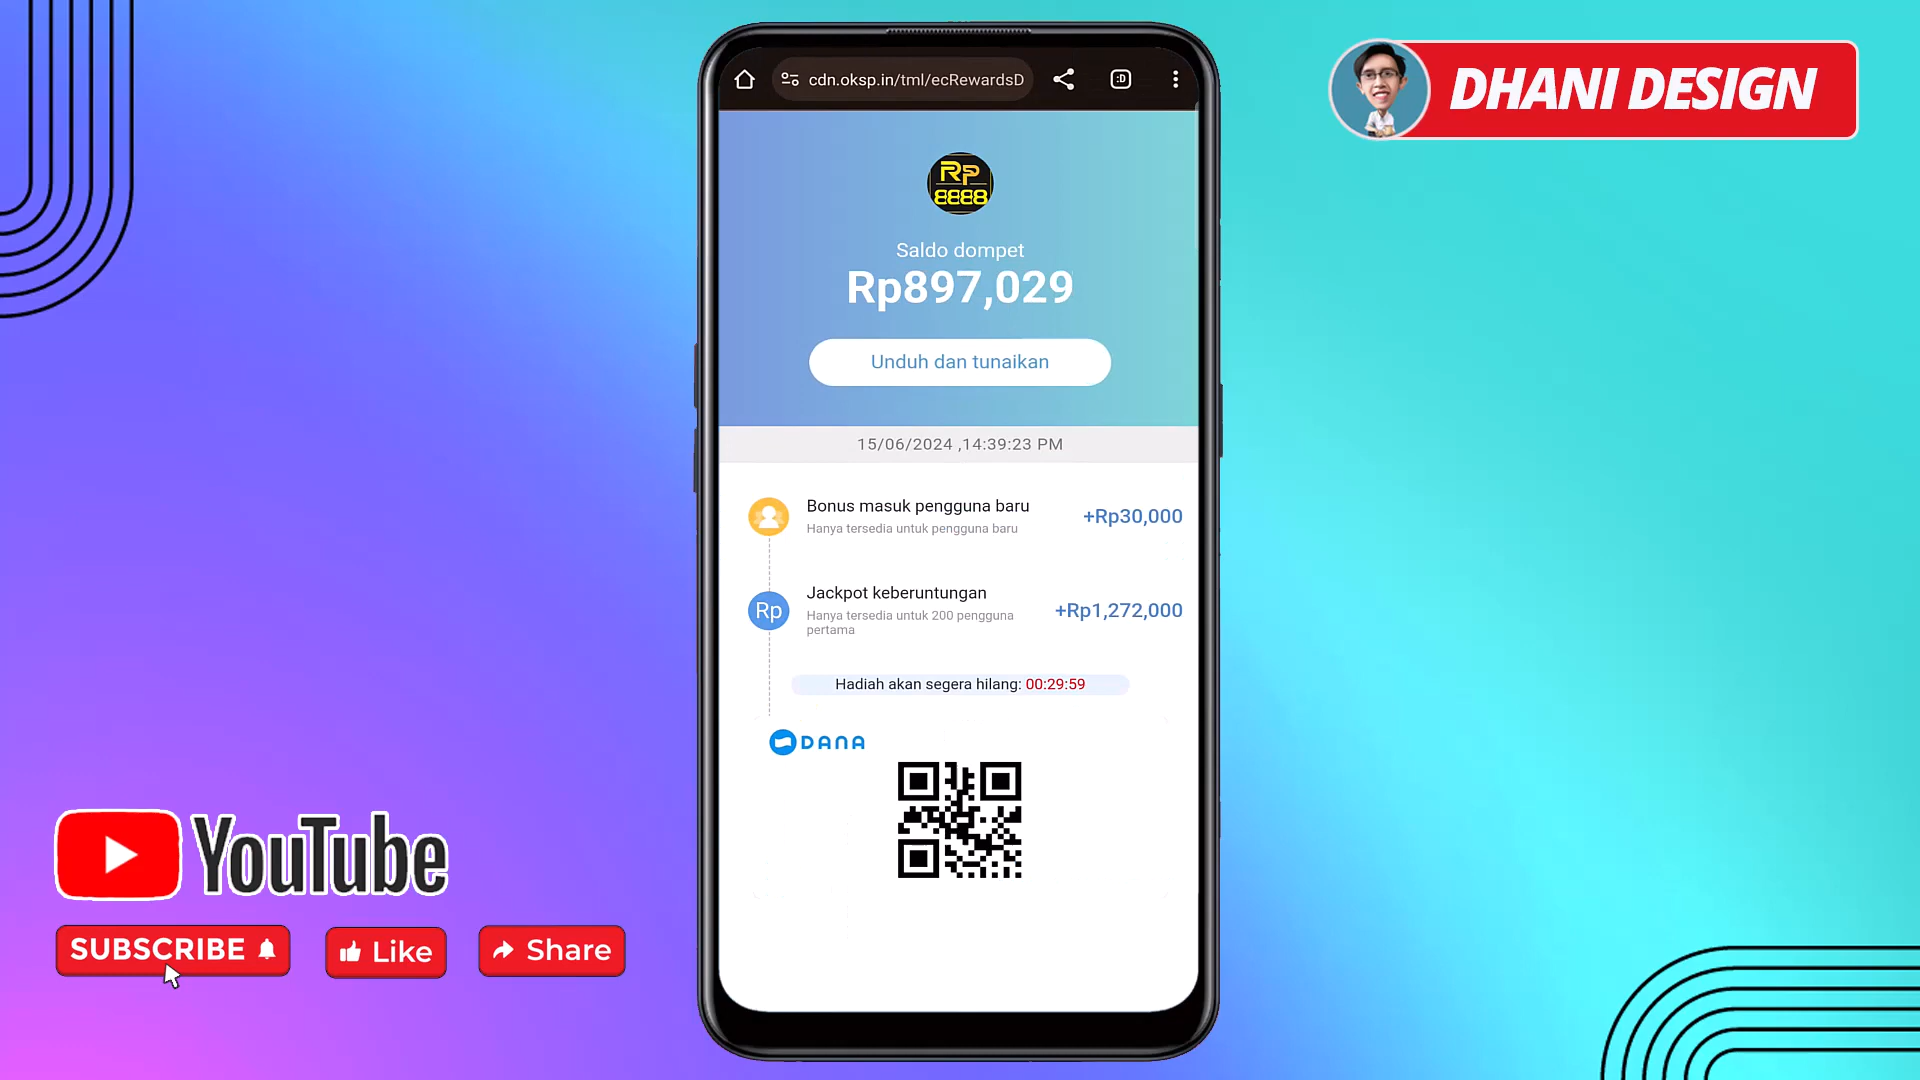 cdn.oksp.in/tml/ecRewardsD
:D
DHANI DESIGN
RP
8888
Saldo dompet
Rp897,029
Unduh dan tunaikan
15/06/2024 ,14:39:23 PM
Bonus masuk pengguna baru
Hanya tersedia untuk pengguna baru
+Rp30,000
Jackpot keberuntungan
Rp
Hanya tersedia untuk 200 pengguna
pertama
+Rp1,272,000
Hadiah akan segera hilang: 00:29:59
DANA
YouTube
SUBSCRIBE
Like
Share